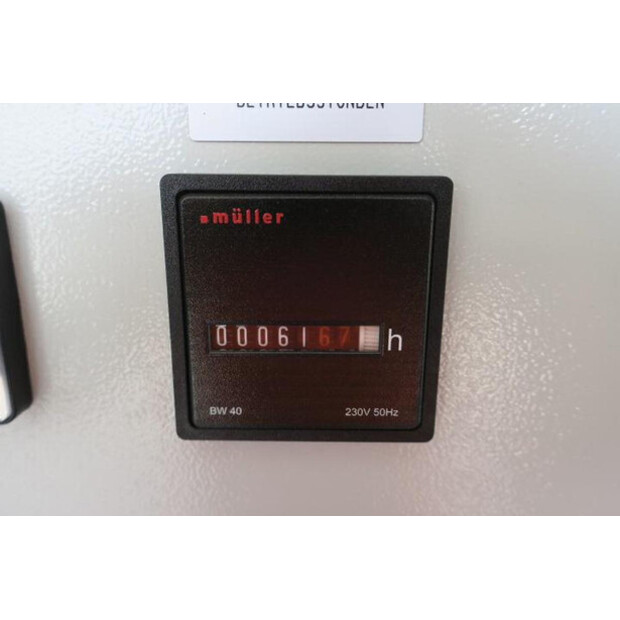 BETRIEBSSTUNDEN
müller
0006167 h
BW 40 230V 50Hz